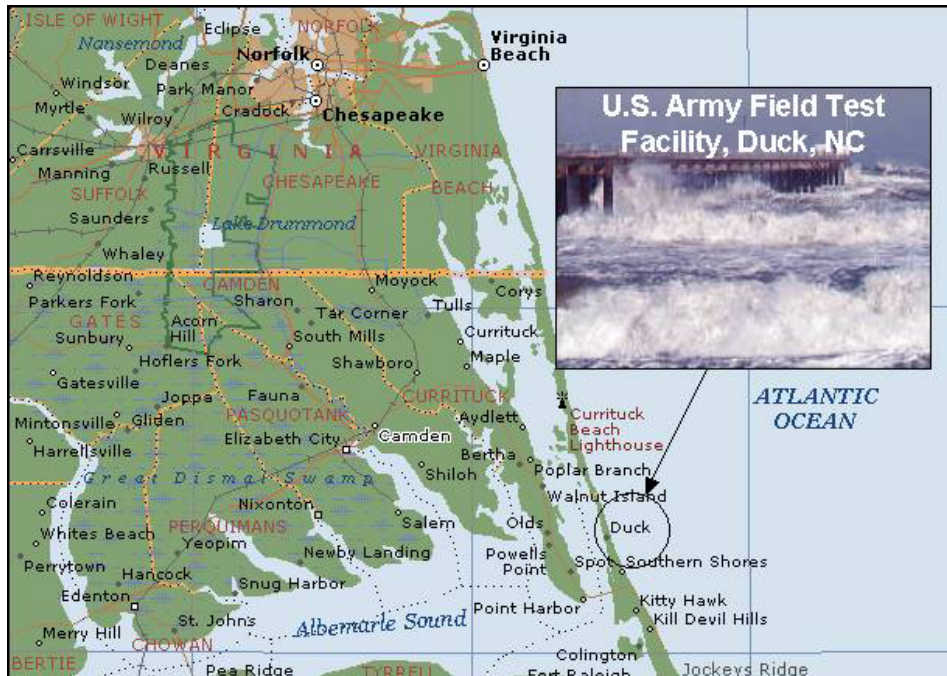 ISLE OF WIGHT
Eclipse
NORFOLK
Nansemond
Norfolk
Virginia
Beach
Deanes
Windsor
Park Manor
Myrtle
Cradock
Chesapeake
Wilroy
U.S. Army Field Test
Facility, Duck, NC
Carrsville
VIRGINIA
VIRGINIA
Manning
Russell
CHESAPEAKE
BEACH
SUFFOLK
Saunders
Lake Drummond
Whaley
Reynoldson
CAMDEN
Moyock
Corys
Parkers Fork
Sharon
Tulls
GATES
Acorn
Hill
Tar Corner
Sunbury
South Mills
Currituck
Hoflers Fork
Shawboro
Maple
Gatesville
Fauna
CURRITUCK
ATLANTIC
OCEAN
Joppa
PASQUOTANK
Aydlett
Currituck
Beach
Lighthouse
Mintonsville
Gliden
Elizabeth City
Camden
Harrellsville
Bertha
Shiloh
Poplar Branch
Great Dismal Swamp
Walnut Island
Colerain
Nixonton
Salem
Olds
Duck
PERQUIMANS
Whites Beach
Yeopim
Newby Landing
Powells
Point
Perrytown
Hancock
Spot
Southern Shores
Snug Harbor
Edenton
Point Harbor
Kitty Hawk
St. John's
Albemarle Sound
Kill Devil Hills
Merry Hill
CHOWAN
Colington
BERTIE
Pea Ridge
TYRRELL
Fort Raleigh
Jockeys Ridge